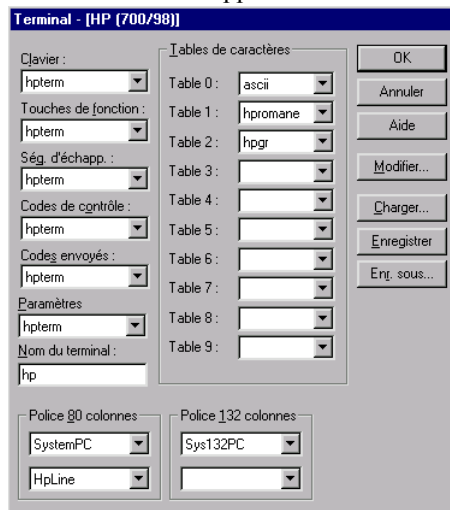 Terminal - [HP (700/98)]
Clavier :
hpterm
Touches de fonction :
hpterm
Ség. d'échapp. :
hpterm
Codes de contrôle :
hpterm
Codes envoyés :
hpterm
Paramètres
hpterm
Nom du terminal :
hp
Tables de caractères
Table 0 : ascii
Table 1 : hpromane
Table 2 : hpgr
Table 3 :
Table 4 :
Table 5 :
Table 6 :
Table 7 :
Table 8 :
Table 9 :
OK
Annuler
Aide
Modifier...
Charger...
Enregistrer
Enr. sous...
Police 80 colonnes
SystemPC
HpLine
Police 132 colonnes
Sys132PC